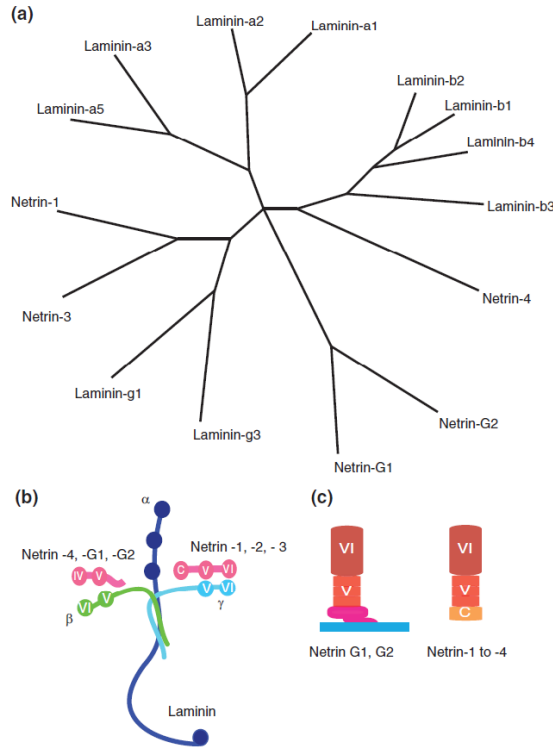 (a)
Laminin-a2
Laminin-a1
Laminin-a3
Laminin-b2
Laminin-b1
Laminin-a5
Lamininb4
Netrin-1
Laminin-b3
Netrin-3
Netrin-4
Laminin-g1
Laminin-g3
Netrin-G2
Netrin-G1
(b)
(c)
α
Netrin -4, -G1, -G2
Netrin -1, -2, - 3
IV V
C V VI
VI V
V VI
β
γ
Laminin
VI
V
VI
V
C
Netrin G1, G2
Netrin-1 to -4